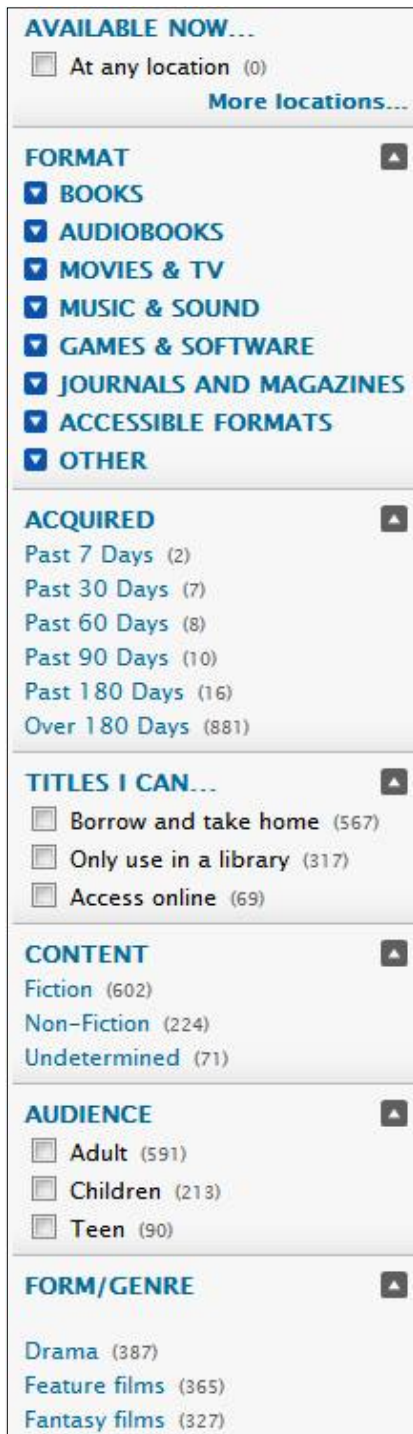 AVAILABLE NOW...
At any location (0)
More locations...
FORMAT
BOOKS
AUDIOBOOKS
MOVIES & TV
MUSIC & SOUND
GAMES & SOFTWARE
JOURNALS AND MAGAZINES
ACCESSIBLE FORMATS
OTHER
ACQUIRED
Past 7 Days (2)
Past 30 Days (7)
Past 60 Days (8)
Past 90 Days (10)
Past 180 Days (16)
Over 180 Days (881)
TITLES I CAN...
Borrow and take home (567)
Only use in a library (317)
Access online (69)
CONTENT
Fiction (602)
Non-Fiction (224)
Undetermined (71)
AUDIENCE
Adult (591)
Children (213)
Teen (90)
FORM/GENRE
Drama (387)
Feature films (365)
Fantasy films (327)